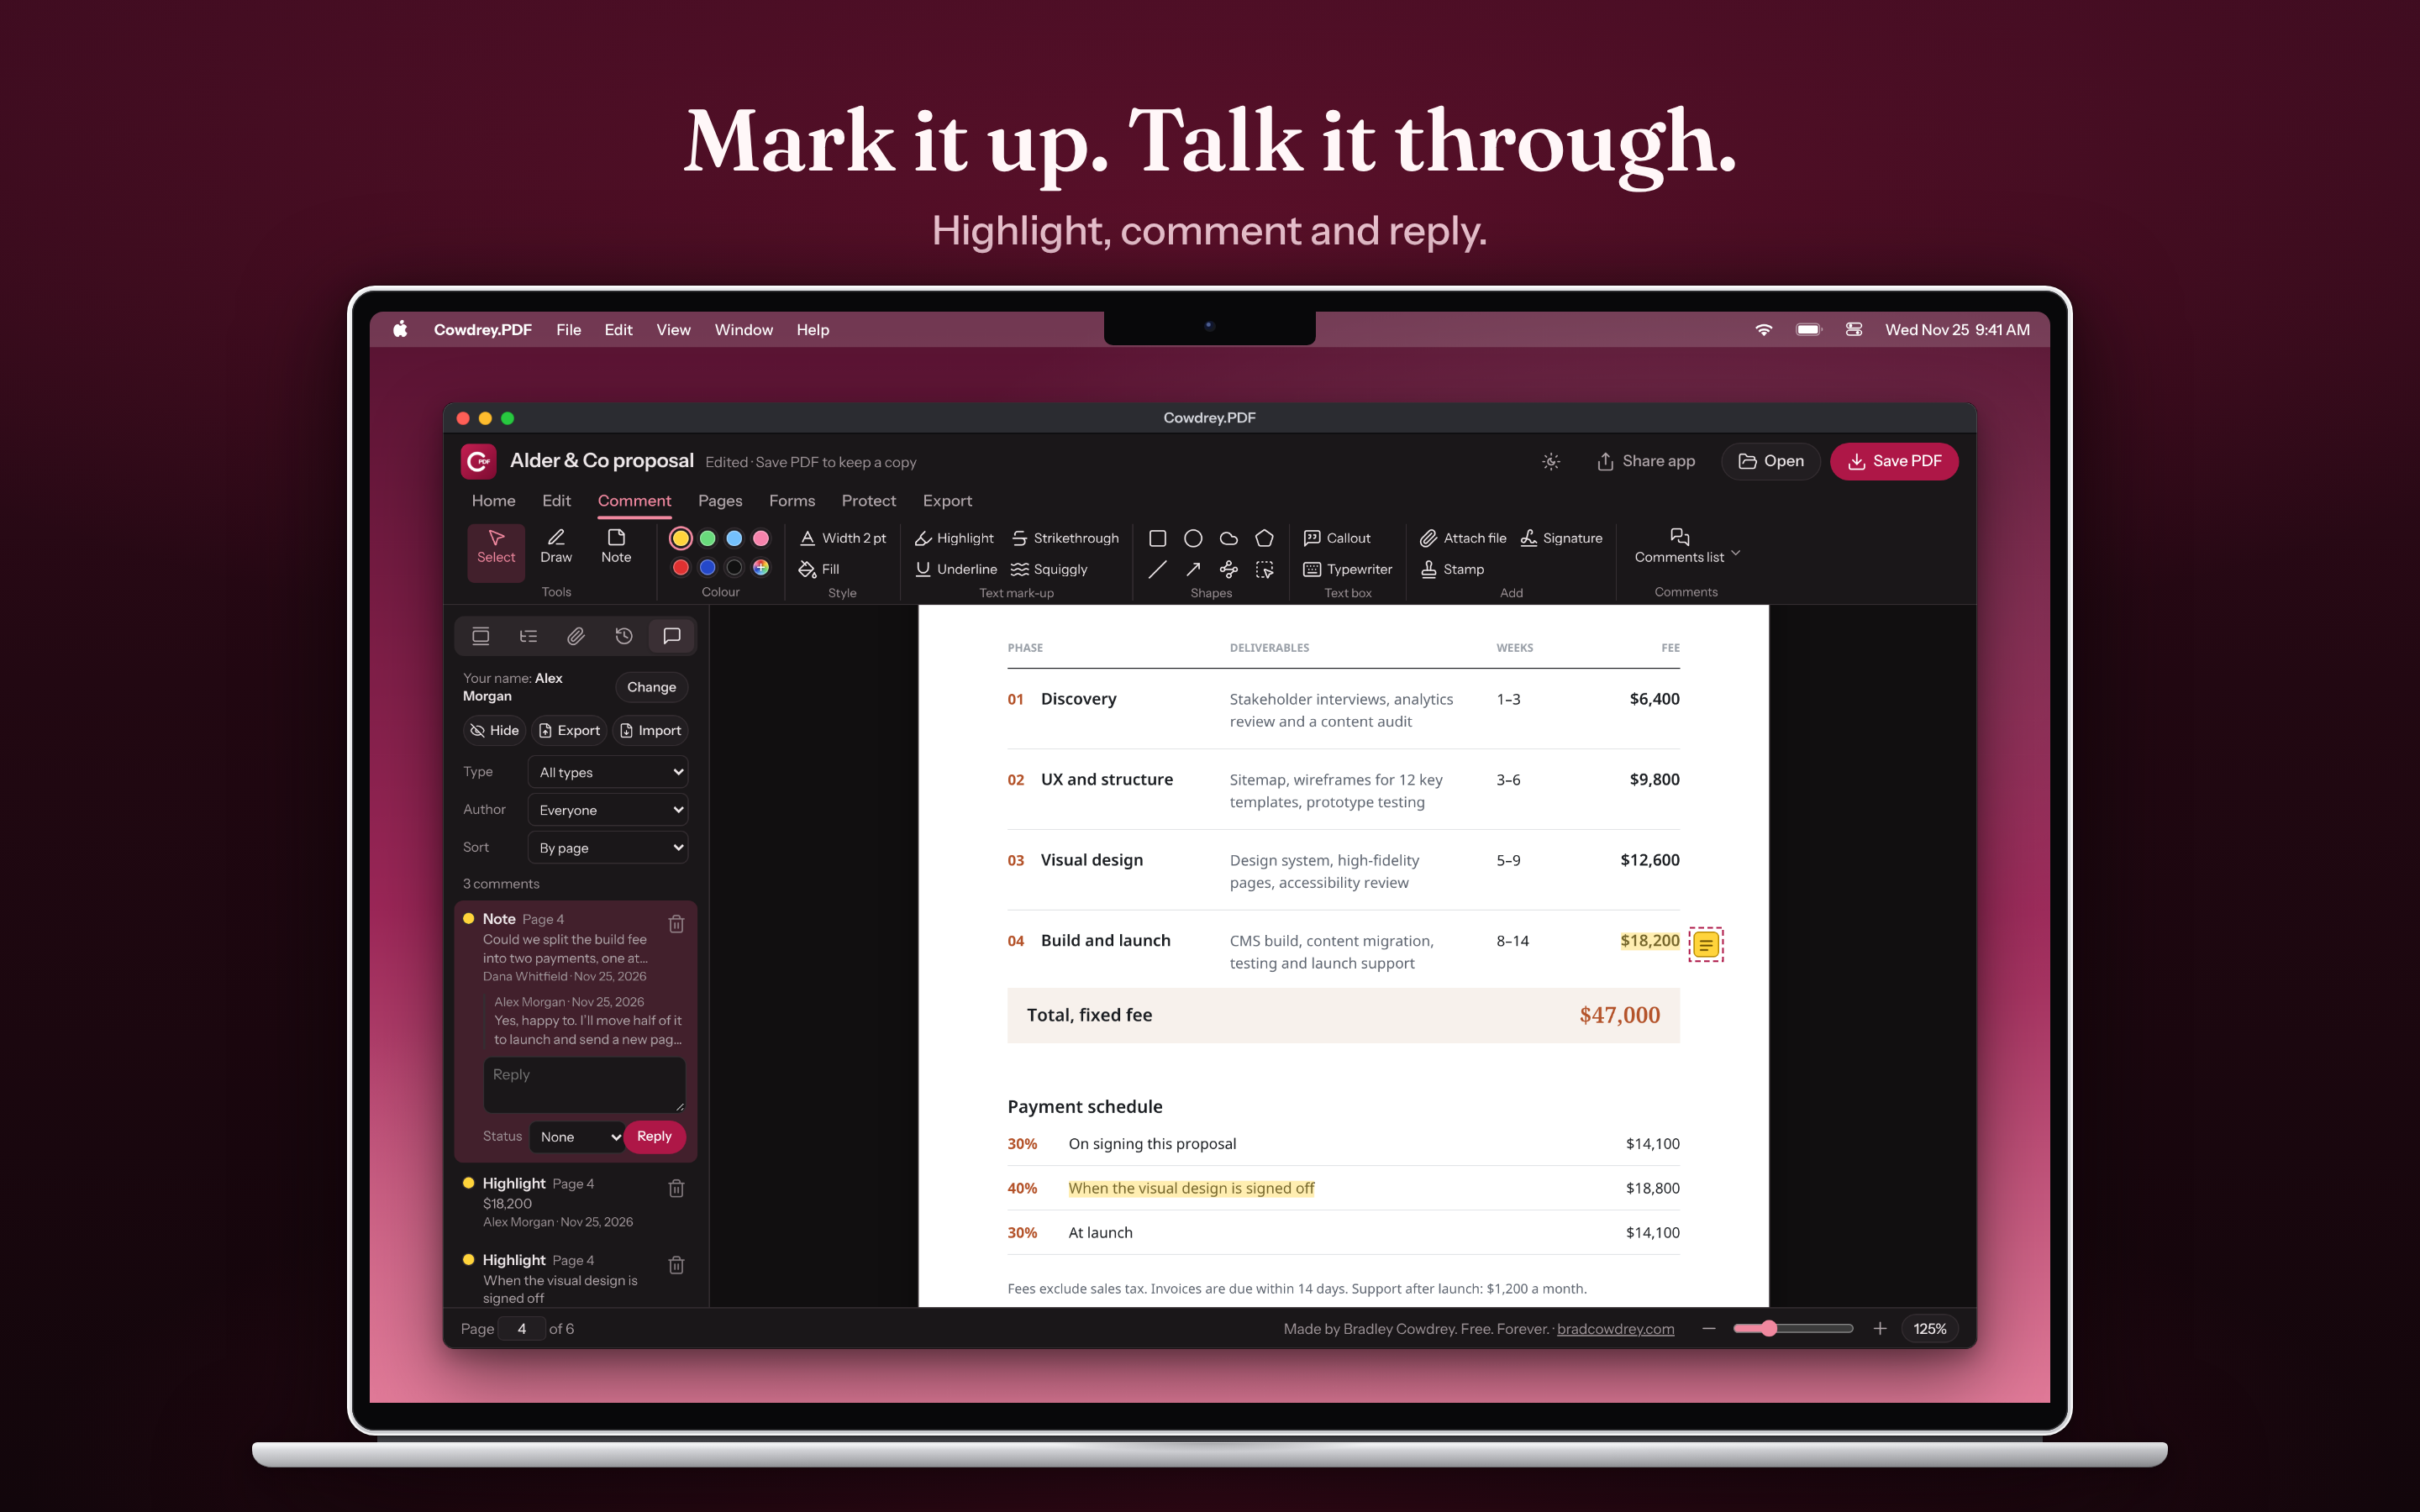 Mark it up. Talk it through.
Highlight, comment and reply.
Cowdrey.PDF File Edit View Window Help
Wed Nov 25 9:41 AM
Cowdrey.PDF
C PDF
Alder & Co proposal Edited · Save PDF to keep a copy
Share app Open Save PDF
Home Edit Comment Pages Forms Protect Export
Select Draw Note
Tools
Colour
Width 2 pt
Fill
Style
Highlight Strikethrough
Underline Squiggly
Text mark-up
Shapes
Callout
Typewriter
Text box
Attach file Signature
Stamp
Add
Comments list
Comments
Your name: Alex
Morgan
Change
Hide Export Import
Type All types
Author Everyone
Sort By page
3 comments
Note Page 4
Could we split the build fee
into two payments, one at…
Dana Whitfield · Nov 25, 2026
Alex Morgan · Nov 25, 2026
Yes, happy to. I'll move half of it
to launch and send a new pag…
Reply
Status None Reply
Highlight Page 4
$18,200
Alex Morgan · Nov 25, 2026
Highlight Page 4
When the visual design is
signed off
PHASE DELIVERABLES WEEKS FEE
01 Discovery Stakeholder interviews, analytics 1–3 $6,400
review and a content audit
02 UX and structure Sitemap, wireframes for 12 key 3–6 $9,800
templates, prototype testing
03 Visual design Design system, high-fidelity 5–9 $12,600
pages, accessibility review
04 Build and launch CMS build, content migration, 8–14 $18,200
testing and launch support
Total, fixed fee $47,000
Payment schedule
30% On signing this proposal $14,100
40% When the visual design is signed off $18,800
30% At launch $14,100
Fees exclude sales tax. Invoices are due within 14 days. Support after launch: $1,200 a month.
Page 4 of 6
Made by Bradley Cowdrey. Free. Forever. · bradcowdrey.com
125%